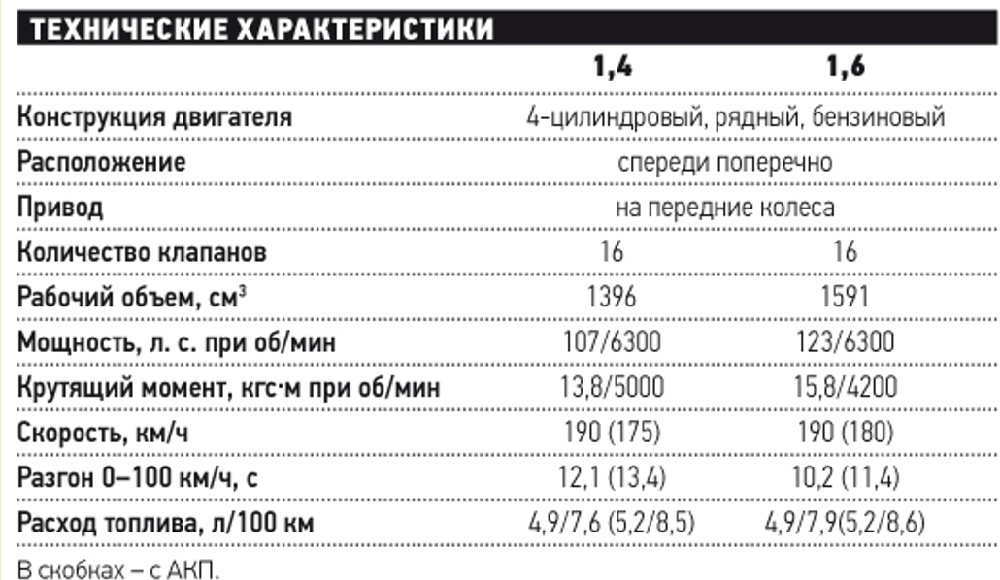 ТЕХНИЧЕСКИЕ ХАРАКТЕРИСТИКИ
1,4 1,6
Конструкция двигателя 4-цилиндровый, рядный, бензиновый
Расположение спереди поперечно
Привод на передние колеса
Количество клапанов 16 16
Рабочий объем, см³ 1396 1591
Мощность, л. с. при об/мин 107/6300 123/6300
Крутящий момент, кгс·м при об/мин 13,8/5000 15,8/4200
Скорость, км/ч 190 (175) 190 (180)
Разгон 0–100 км/ч, с 12,1 (13,4) 10,2 (11,4)
Расход топлива, л/100 км 4,9/7,6 (5,2/8,5) 4,9/7,9(5,2/8,6)
В скобках – с АКП.